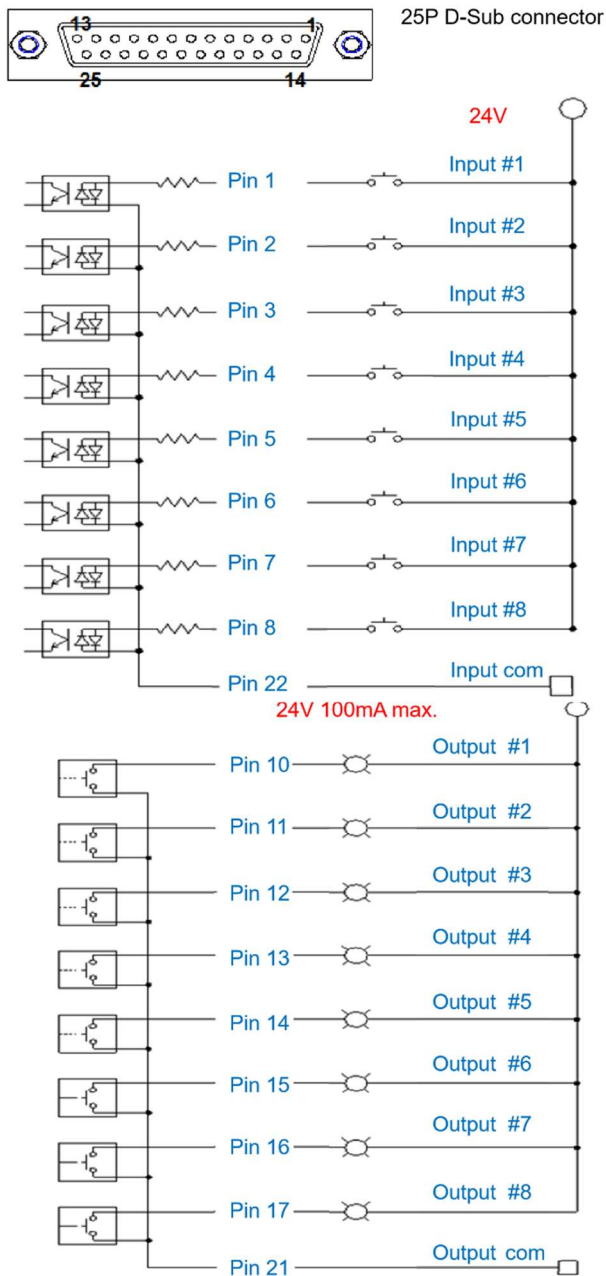 25P D-Sub connector
13 1
25 14
24V
Pin 1 Input #1
Pin 2 Input #2
Pin 3 Input #3
Pin 4 Input #4
Pin 5 Input #5
Pin 6 Input #6
Pin 7 Input #7
Pin 8 Input #8
Pin 22 Input com
24V 100mA max.
Pin 10 Output #1
Pin 11 Output #2
Pin 12 Output #3
Pin 13 Output #4
Pin 14 Output #5
Pin 15 Output #6
Pin 16 Output #7
Pin 17 Output #8
Pin 21 Output com